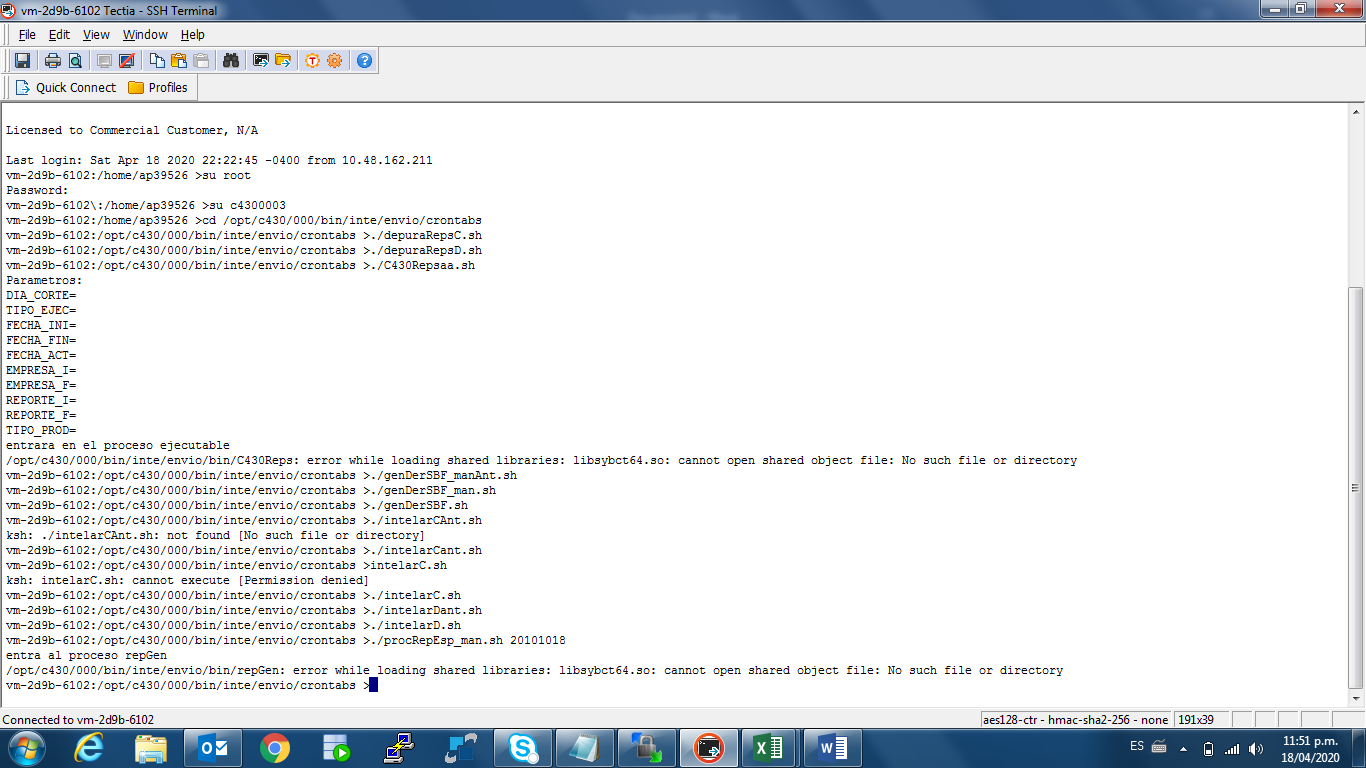 vm-2d9b-6102 Tectia - SSH Terminal
File Edit View Window Help
Quick Connect Profiles
Licensed to Commercial Customer, N/A
Last login: Sat Apr 18 2020 22:22:45 -0400 from 10.48.162.211
vm-2d9b-6102:/home/ap39526 >su root
Password:
vm-2d9b-6102\:/home/ap39526 >su c4300003
vm-2d9b-6102:/home/ap39526 >cd /opt/c430/000/bin/inte/envio/crontabs
vm-2d9b-6102:/opt/c430/000/bin/inte/envio/crontabs >./depuraRepsC.sh
vm-2d9b-6102:/opt/c430/000/bin/inte/envio/crontabs >./depuraRepsD.sh
vm-2d9b-6102:/opt/c430/000/bin/inte/envio/crontabs >./C430Repsaa.sh
Parametros:
DIA_CORTE=
TIPO_EJEC=
FECHA_INI=
FECHA_FIN=
FECHA_ACT=
EMPRESA_I=
EMPRESA_F=
REPORTE_I=
REPORTE_F=
TIPO_PROD=
entrara en el proceso ejecutable
/opt/c430/000/bin/inte/envio/bin/C430Reps: error while loading shared libraries: libsybct64.so: cannot open shared object file: No such file or directory
vm-2d9b-6102:/opt/c430/000/bin/inte/envio/crontabs >./genDerSBF_manAnt.sh
vm-2d9b-6102:/opt/c430/000/bin/inte/envio/crontabs >./genDerSBF_man.sh
vm-2d9b-6102:/opt/c430/000/bin/inte/envio/crontabs >./genDerSBF.sh
vm-2d9b-6102:/opt/c430/000/bin/inte/envio/crontabs >./intelarCAnt.sh
ksh: ./intelarCAnt.sh: not found [No such file or directory]
vm-2d9b-6102:/opt/c430/000/bin/inte/envio/crontabs >./intelarCant.sh
vm-2d9b-6102:/opt/c430/000/bin/inte/envio/crontabs >intelarC.sh
ksh: intelarC.sh: cannot execute [Permission denied]
vm-2d9b-6102:/opt/c430/000/bin/inte/envio/crontabs >./intelarC.sh
vm-2d9b-6102:/opt/c430/000/bin/inte/envio/crontabs >./intelarDant.sh
vm-2d9b-6102:/opt/c430/000/bin/inte/envio/crontabs >./intelarD.sh
vm-2d9b-6102:/opt/c430/000/bin/inte/envio/crontabs >./procRepEsp_man.sh 20101018
entra al proceso repGen
/opt/c430/000/bin/inte/envio/bin/repGen: error while loading shared libraries: libsybct64.so: cannot open shared object file: No such file or directory
vm-2d9b-6102:/opt/c430/000/bin/inte/envio/crontabs >
Connected to vm-2d9b-6102 aes128-ctr - hmac-sha2-256 - none 191x39
ES 11:51 p.m.
18/04/2020